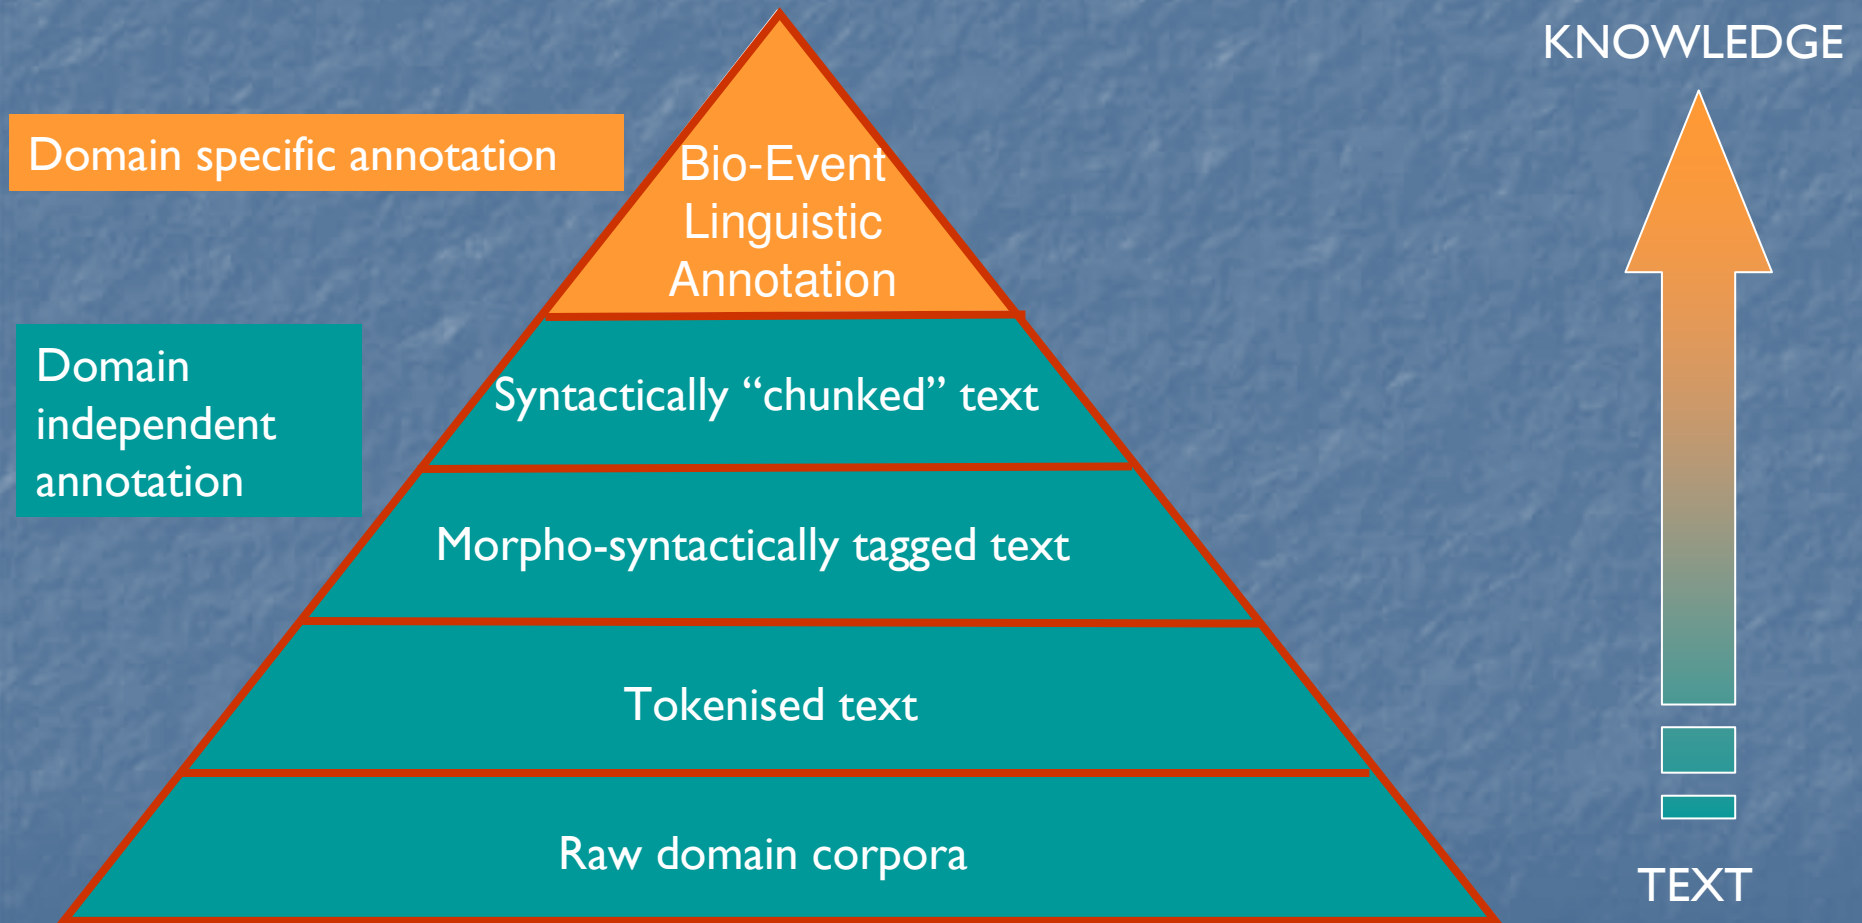 KNOWLEDGE
Domain specific annotation
Bio-Event
Linguistic
Annotation
Domain
independent
annotation
Syntactically “chunked” text
Morpho-syntactically tagged text
Tokenised text
Raw domain corpora
TEXT